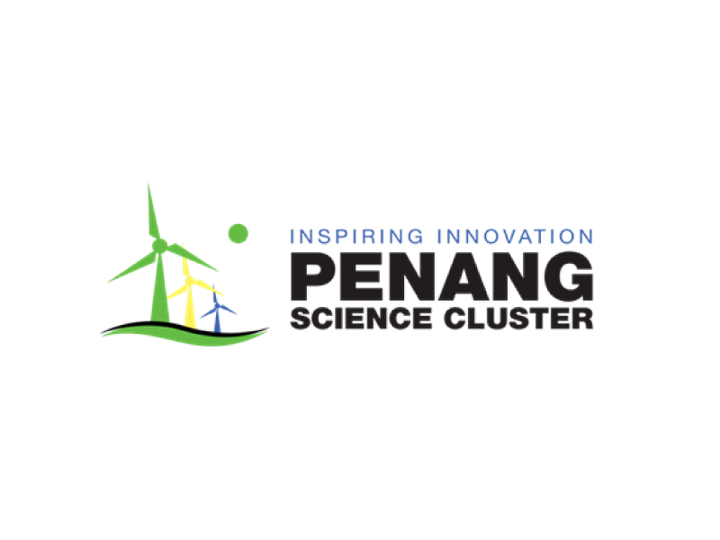 INSPIRING INNOVATION
PENANG
SCIENCE CLUSTER